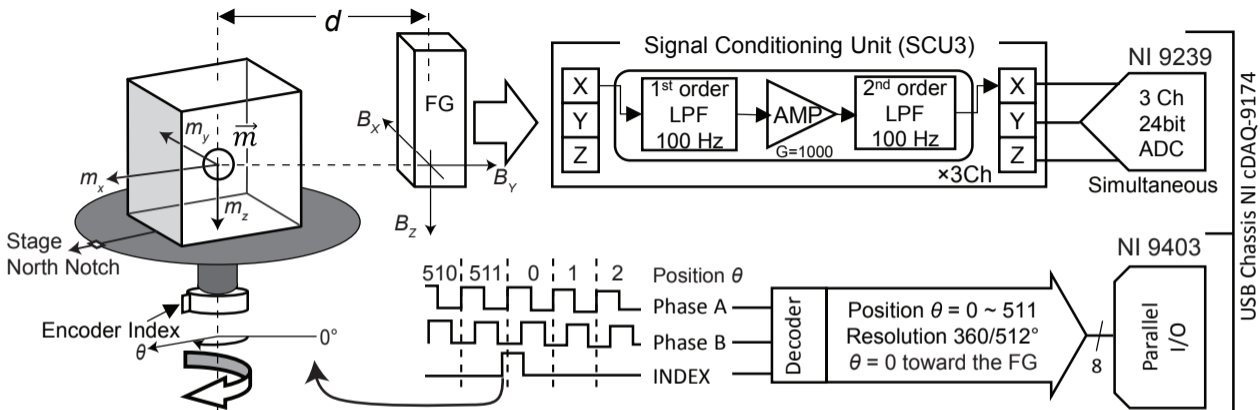 d
FG
m_y
m⃗
m_x
m_z
B_X
B_Y
B_Z
Stage
North Notch
Encoder Index
θ
0°
Signal Conditioning Unit (SCU3)
X
Y
Z
1st order
LPF
100 Hz
AMP
G=1000
2nd order
LPF
100 Hz
×3Ch
X
Y
Z
NI 9239
3 Ch
24bit
ADC
Simultaneous
USB Chassis NI cDAQ-9174
510 511 0 1 2 Position θ
Phase A
Phase B
INDEX
Decoder
Position θ = 0 ~ 511
Resolution 360/512°
θ = 0 toward the FG
8
NI 9403
Parallel
I/O